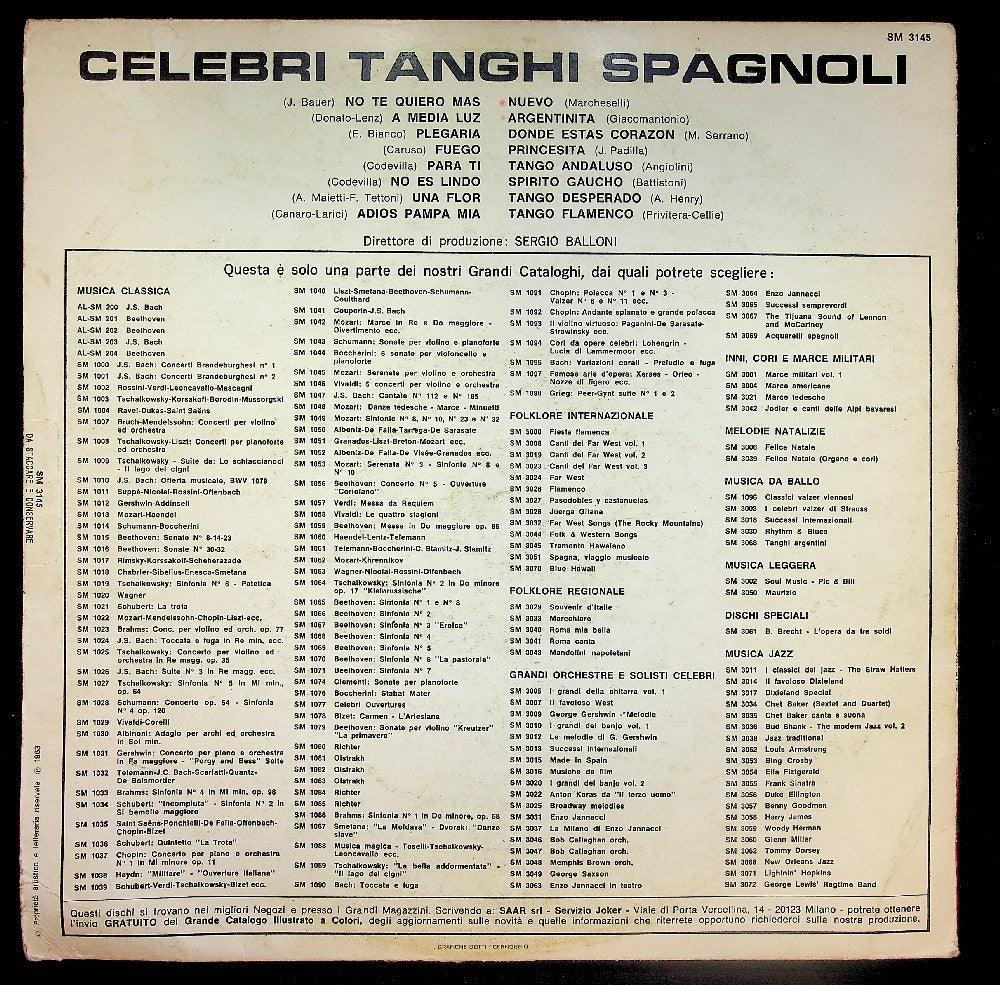 SM 3145
CELEBRI TANGHI SPAGNOLI
(J. Bauer) NO TE QUIERO MAS
(Donato-Lenz) A MEDIA LUZ
(E. Bianco) PLEGARIA
(Caruso) FUEGO
(Codevilla) PARA TI
(Codevilla) NO ES LINDO
(A. Maietti-F. Tettoni) UNA FLOR
(Canaro-Larici) ADIOS PAMPA MIA
NUEVO (Marcheselli)
ARGENTINITA (Giacomantonio)
DONDE ESTAS CORAZON (M. Serrano)
PRINCESITA (J. Padilla)
TANGO ANDALUSO (Angiolini)
SPIRITO GAUCHO (Battistoni)
TANGO DESPERADO (A. Henry)
TANGO FLAMENCO (Privitera-Cellie)
Direttore di produzione: SERGIO BALLONI
Questa è solo una parte dei nostri Grandi Cataloghi, dai quali potrete scegliere:
MUSICA CLASSICA
AL-SM 200 J.S. Bach
AL-SM 201 Beethoven
AL-SM 202 Beethoven
AL-SM 203 J.S. Bach
AL-SM 204 Beethoven
SM 1000 J.S. Bach: Concerti Brandeburghesi n° 1
SM 1001 J.S. Bach: Concerti Brandeburghesi n° 2
SM 1002 Rossini-Verdi-Leoncavallo-Mascagni
SM 1003 Tschaikowsky-Korsakoff-Borodin-Mussorgski
SM 1004 Ravel-Dukas-Saint Saëns
SM 1007 Bruch-Mendelssohn: Concerti per violino
ed orchestra
SM 1008 Tschaikowsky-Liszt: Concerti per pianoforte
ed orchestra
SM 1009 Tschaikowsky - Suite da: Lo schiaccianoci
- Il lago dei cigni
SM 1010 J.S. Bach: Offerta musicale, BWV 1079
SM 1011 Suppè-Nicolai-Rossini-Offenbach
SM 1012 Gershwin-Addinsell
SM 1013 Mozart-Haendel
SM 1014 Schumann-Boccherini
SM 1015 Beethoven: Sonate N° 8-14-23
SM 1016 Beethoven: Sonate N° 30-32
SM 1017 Rimsky-Korssakoff-Scheherazade
SM 1018 Chabrier-Sibelius-Enesco-Smetana
SM 1019 Tschaikowsky: Sinfonia N° 6 - Patetica
SM 1020 Wagner
SM 1021 Schubert: La trota
SM 1022 Mozart-Mendelssohn-Chopin-Liszt-ecc.
SM 1023 Brahms: Conc. per violino ed orch. op. 77
SM 1024 J.S. Bach: Toccata e fuga in Re min. ecc.
SM 1025 Tschaikowsky: Concerto per violino ed
orchestra in Re magg. op. 35
SM 1026 J.S. Bach: Suite N° 3 in Re magg. ecc.
SM 1027 Tschaikowsky: Sinfonia N° 5 in Mi min.,
op. 64
SM 1028 Schumann: Concerto op. 54 - Sinfonia
N° 4 op. 120
SM 1029 Vivaldi-Corelli
SM 1030 Albinoni: Adagio per archi ed orchestra
in Sol min.
SM 1031 Gershwin: Concerto per piano e orchestra
in Fa maggiore - "Porgy and Bess" Suite
SM 1032 Telemann-J.C. Bach-Scarlatti-Quantz-
De Boismortier
SM 1033 Brahms: Sinfonia N° 4 in Mi min, op. 98
SM 1034 Schubert: "Incompiuta" - Sinfonia N° 2 in
Si bemolle maggiore
SM 1035 Saint Saëns-Ponchielli-De Falla-Offenbach-
Chopin-Bizet
SM 1036 Schubert: Quintetto "La Trota"
SM 1037 Chopin: Concerto per piano e orchestra
N° 1 in Mi minore op. 11
SM 1038 Haydn: "Militare" - "Ouverture Italiana"
SM 1039 Schubert-Verdi-Tschaikowsky-Bizet ecc.
SM 1040 Liszt-Smetana-Beethoven-Schumann-
Coulthard
SM 1041 Couperin-J.S. Bach
SM 1042 Mozart: Marce in Re e Do maggiore -
Divertimento ecc.
SM 1043 Schumann: Sonate per violino e pianoforte
SM 1044 Boccherini: 6 sonate per violoncello e
pianoforte
SM 1045 Mozart: Serenate per violino e orchestra
SM 1046 Vivaldi: 5 concerti per violino e orchestra
SM 1047 J.S. Bach: Cantate N° 112 e N° 185
SM 1048 Mozart: Danze tedesche - Marce - Minuetti
SM 1049 Mozart: Sinfonie N° 8, N° 10, N° 23 e N° 32
SM 1050 Albeniz-De Falla-Tarrega-De Sarasate
SM 1051 Granados-Liszt-Breton-Mozart ecc.
SM 1052 Albeniz-De Falla-De Visée-Granados ecc.
SM 1053 Mozart: Serenata N° 3 - Sinfonia N° 8 e
N° 10
SM 1056 Beethoven: Concerto N° 5 - Ouverture
"Coriolano"
SM 1057 Verdi: Messa da Requiem
SM 1058 Vivaldi: Le quattro stagioni
SM 1059 Beethoven: Messa in Do maggiore op. 86
SM 1060 Haendel-Lentz-Telemann
SM 1061 Telemann-Boccherini-C. Stamitz-J. Stamitz
SM 1062 Mozart-Khrennikov
SM 1063 Wagner-Nicolai-Rossini-Offenbach
SM 1064 Tschaikowsky: Sinfonia N° 2 in Do minore
op. 17 "Kleinrussische"
SM 1065 Beethoven: Sinfonia N° 1 e N° 8
SM 1066 Beethoven: Sinfonia N° 2
SM 1067 Beethoven: Sinfonia N° 3 "Eroica"
SM 1068 Beethoven: Sinfonia N° 4
SM 1069 Beethoven: Sinfonia N° 5
SM 1070 Beethoven: Sinfonia N° 6 "La pastorale"
SM 1071 Beethoven: Sinfonia N° 7
SM 1074 Clementi: Sonate per pianoforte
SM 1076 Boccherini: Stabat Mater
SM 1077 Celebri Ouvertures
SM 1078 Bizet: Carmen - L'Arlesiana
SM 1079 Beethoven: Sonate per violino "Kreutzer"
"La primavera"
SM 1080 Richter
SM 1081 Oistrakh
SM 1082 Oistrakh
SM 1083 Oistrakh
SM 1084 Richter
SM 1085 Richter
SM 1086 Brahms: Sinfonia N° 1 in Do minore, op. 68
SM 1087 Smetana: "La Moldava" - Dvorak: "Danze
slave"
SM 1088 Musica magica - Toselli-Tschaikowsky-
Leoncavallo ecc.
SM 1089 Tschaikowsky: "La bella addormentata" -
"Il lago dei cigni"
SM 1090 Bach: Toccata e fuga
SM 1091 Chopin: Polacca N° 1 e N° 3 -
Valzer N° 6 e N° 11 ecc.
SM 1092 Chopin: Andante spianato e grande polacca
SM 1093 Il violino virtuoso: Paganini-De Sarasate-
Strawinsky ecc.
SM 1094 Cori da opere celebri: Lohengrin -
Lucia di Lammermoor ecc.
SM 1095 Bach: Variazioni corali - Preludio e fuga
SM 1097 Famose arie d'opera: Xerses - Orfeo -
Nozze di figaro ecc.
SM 1098 Grieg: Peer-Gynt suite N° 1 e 2
FOLKLORE INTERNAZIONALE
SM 3000 Fiesta flamenca
SM 3008 Canti del Far West vol. 1
SM 3019 Canti del Far West vol. 2
SM 3023 Canti del Far West vol. 3
SM 3024 Far West
SM 3026 Flamenco
SM 3027 Pasodobles y castanuelas
SM 3028 Juerga Gitana
SM 3032 Far West Songs (The Rocky Mountains)
SM 3044 Folk & Western Songs
SM 3045 Tramonto Hawaiano
SM 3051 Spagna, viaggio musicale
SM 3070 Blue Hawaii
FOLKLORE REGIONALE
SM 3029 Souvenir d'Italie
SM 3033 Marechiare
SM 3040 Roma mia bella
SM 3041 Roma canta
SM 3043 Mandolini napoletani
GRANDI ORCHESTRE E SOLISTI CELEBRI
SM 3005 I grandi della chitarra vol. 1
SM 3007 Il favoloso West
SM 3009 George Gershwin - Melodie
SM 3010 I grandi del banjo vol. 1
SM 3012 Le melodie di G. Gershwin
SM 3013 Successi Internazionali
SM 3015 Made in Spain
SM 3016 Musiche da film
SM 3020 I grandi del banjo vol. 2
SM 3022 Anton Karas da "Il terzo uomo"
SM 3025 Broadway melodies
SM 3031 Enzo Jannacci
SM 3037 La Milano di Enzo Jannacci
SM 3046 Bob Callaghan orch.
SM 3047 Bob Callaghan orch.
SM 3048 Memphis Brown orch.
SM 3049 George Saxson
SM 3063 Enzo Jannacci in teatro
SM 3064 Enzo Jannacci
SM 3065 Successi sempreverdi
SM 3067 The Tijuana Sound of Lennon
and McCartney
SM 3069 Acquarelli spagnoli
INNI, CORI E MARCE MILITARI
SM 3001 Marce militari vol. 1
SM 3004 Marce americane
SM 3021 Marce tedesche
SM 3042 Jodler e canti delle Alpi bavaresi
MELODIE NATALIZIE
SM 3006 Felice Natale
SM 3039 Felice Natale (Organo e cori)
MUSICA DA BALLO
SM 1096 Classici valzer viennesi
SM 3003 I celebri valzer di Strauss
SM 3018 Successi Internazionali
SM 3030 Rhythm & Blues
SM 3068 Tanghi argentini
MUSICA LEGGERA
SM 3002 Soul Music - Pic & Bill
SM 3050 Maurizio
DISCHI SPECIALI
SM 3061 B. Brecht - L'opera da tre soldi
MUSICA JAZZ
SM 3011 I classici del jazz - The Straw Hatters
SM 3014 Il favoloso Dixieland
SM 3017 Dixieland Special
SM 3034 Chet Baker (Sextet and Quartet)
SM 3035 Chet Baker canta e suona
SM 3036 Bud Shank - The modern Jazz vol. 2
SM 3038 Jazz traditional
SM 3052 Louis Armstrong
SM 3053 Bing Crosby
SM 3054 Ella Fitzgerald
SM 3055 Frank Sinatra
SM 3056 Duke Ellington
SM 3057 Benny Goodman
SM 3058 Harry James
SM 3059 Woody Herman
SM 3060 Glenn Miller
SM 3062 Tommy Dorsey
SM 3066 New Orleans Jazz
SM 3071 Lightnin' Hopkins
SM 3072 George Lewis' Ragtime Band
Questi dischi si trovano nei migliori Negozi e presso i Grandi Magazzini. Scrivendo a: SAAR srl - Servizio Joker - Viale di Porta Vercellina, 14 - 20123 Milano - potrete ottenere
l'invio GRATUITO del Grande Catalogo Illustrato a Colori, degli aggiornamenti sulle novità e quelle informazioni che riterrete opportuno richiederci sulla nostra produzione.
SM 3145
DA STACCARE E CONSERVARE
Proprietà artistica e letteraria riservata
GRAFICHE GOTTI / CERNOBBIO